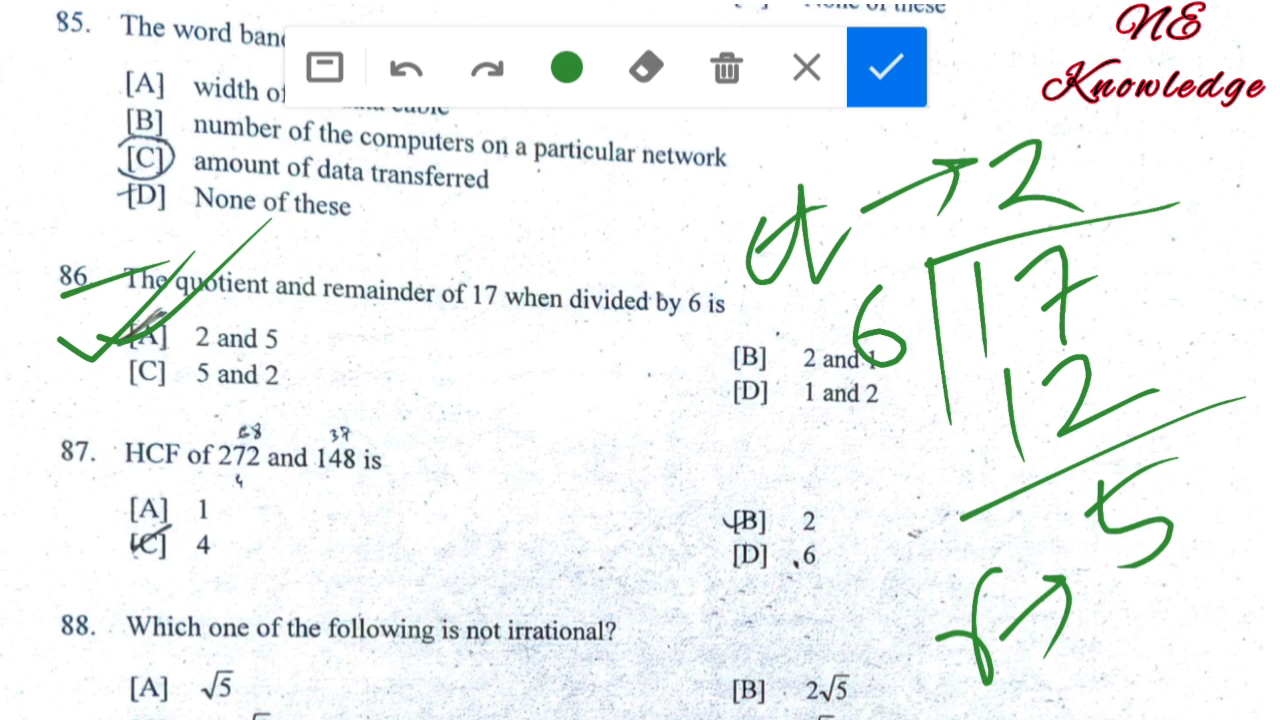 None of these
NE
Knowledge
85. The word band
[A] width of
[B] number of the computers on a particular network
[C] amount of data transferred
[D] None of these
86. The quotient and remainder of 17 when divided by 6 is
[A] 2 and 5
[B] 2 and 1
[C] 5 and 2
[D] 1 and 2
2
6 17
12
5
68 37
87. HCF of 272 and 148 is
4
[A] 1
[B] 2
[C] 4
[D] 6
88. Which one of the following is not irrational?
[A] √5
[B] 2√5